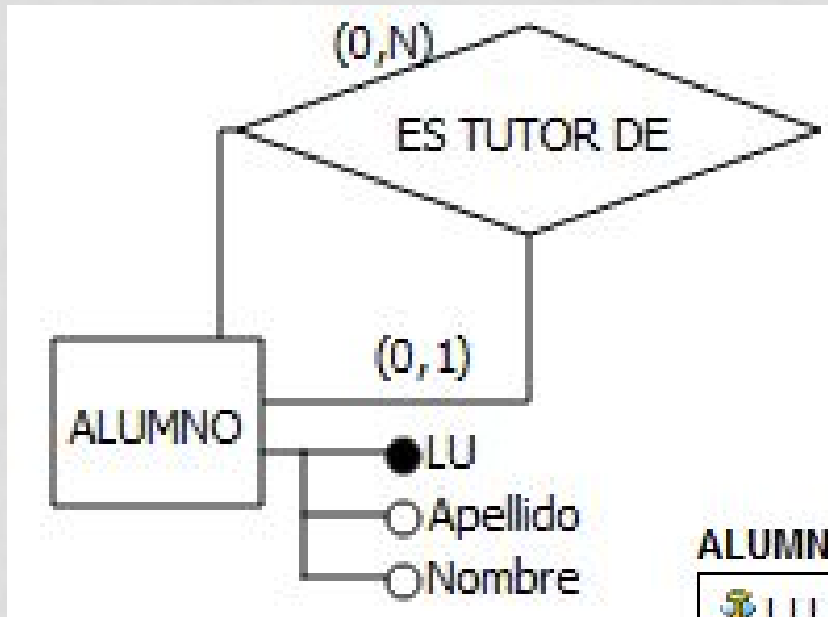 (0,N)
ES TUTOR DE
(0,1)
ALUMNO
LU
Apellido
Nombre